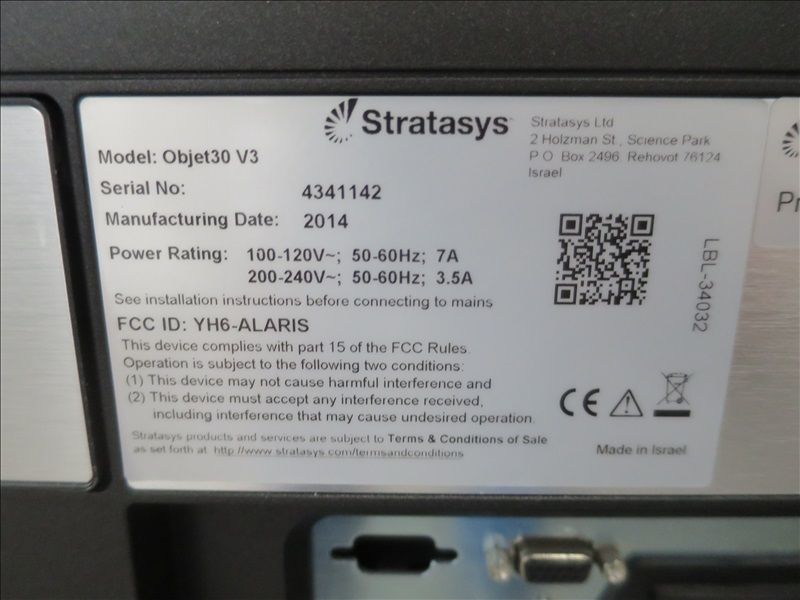 Stratasys
Stratasys Ltd
2 Holzman St., Science Park
P O Box 2496 Rehovot 76124
Israel
Model: Objet30 V3
Serial No: 4341142
Manufacturing Date: 2014
Power Rating: 100-120V~; 50-60Hz; 7A
200-240V~; 50-60Hz; 3.5A
See installation instructions before connecting to mains
FCC ID: YH6-ALARIS
This device complies with part 15 of the FCC Rules.
Operation is subject to the following two conditions:
(1) This device may not cause harmful interference and
(2) This device must accept any interference received,
including interference that may cause undesired operation.
Stratasys products and services are subject to Terms & Conditions of Sale
as set forth at http://www.stratasys.com/termsandconditions
LBL-34032
CE
Made in Israel